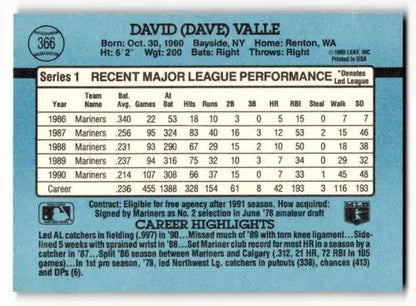 366
DAVID (DAVE) VALLE
Born: Oct. 30, 1960 Bayside, NY Home: Renton, WA
Ht: 6' 2" Wgt: 200 Bats: Right Throws: Right
©1990 LEAF, INC
Printed in USA
Series 1 RECENT MAJOR LEAGUE PERFORMANCE *Denotes Led League
Year Team Name Bat. Avg. Games At Bat Hits Runs 2B 3B HR RBI Steal Walk SO
1986 Mariners .340 22 53 18 10 3 0 5 15 0 7 7
1987 Mariners .256 95 324 83 40 16 3 12 53 2 15 46
1988 Mariners .231 93 290 67 29 15 2 10 50 0 18 38
1989 Mariners .237 94 316 75 32 10 3 7 34 0 29 32
1990 Mariners .214 107 308 66 37 15 0 7 33 1 45 48
Career .236 455 1388 328 154 61 8 42 193 3 116 193
Contract: Eligible for free agency after 1991 season. How acquired:
Signed by Mariners as No. 2 selection in June '78 amateur draft
CAREER HIGHLIGHTS
Led AL catchers in fielding (.997) in '90...Missed much of '89 with torn knee ligament...Side-
lined 5 weeks with sprained wrist in '88... Set Mariner club record for most HR in a season by
catcher in '87...Split '86 season between Mariners and Calgary (.312, 21 HR, 72 RBI in 105
games)...In 1st pro season, '78, led Northwest Lg. catchers in putouts (338), chances (413)
and DPs (6).